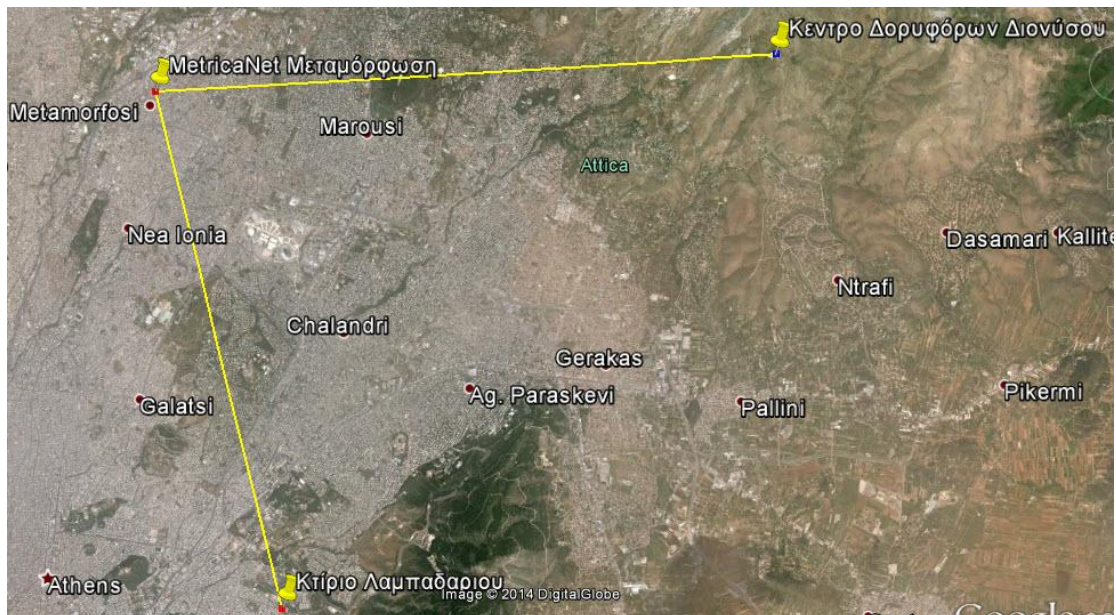 Κεντρο Δορυφόρων Διονύσου
MetricaNet Μεταμόρφωση
Metamorfosi
Marousi
Attica
Nea Ionia
Dasamari
Ntrafi
Chalandri
Gerakas
Ag. Paraskevi
Pikermi
Galatsi
Pallini
Κτίριο Λαμπαδαριου
Athens
Image © 2014 DigitalGlobe